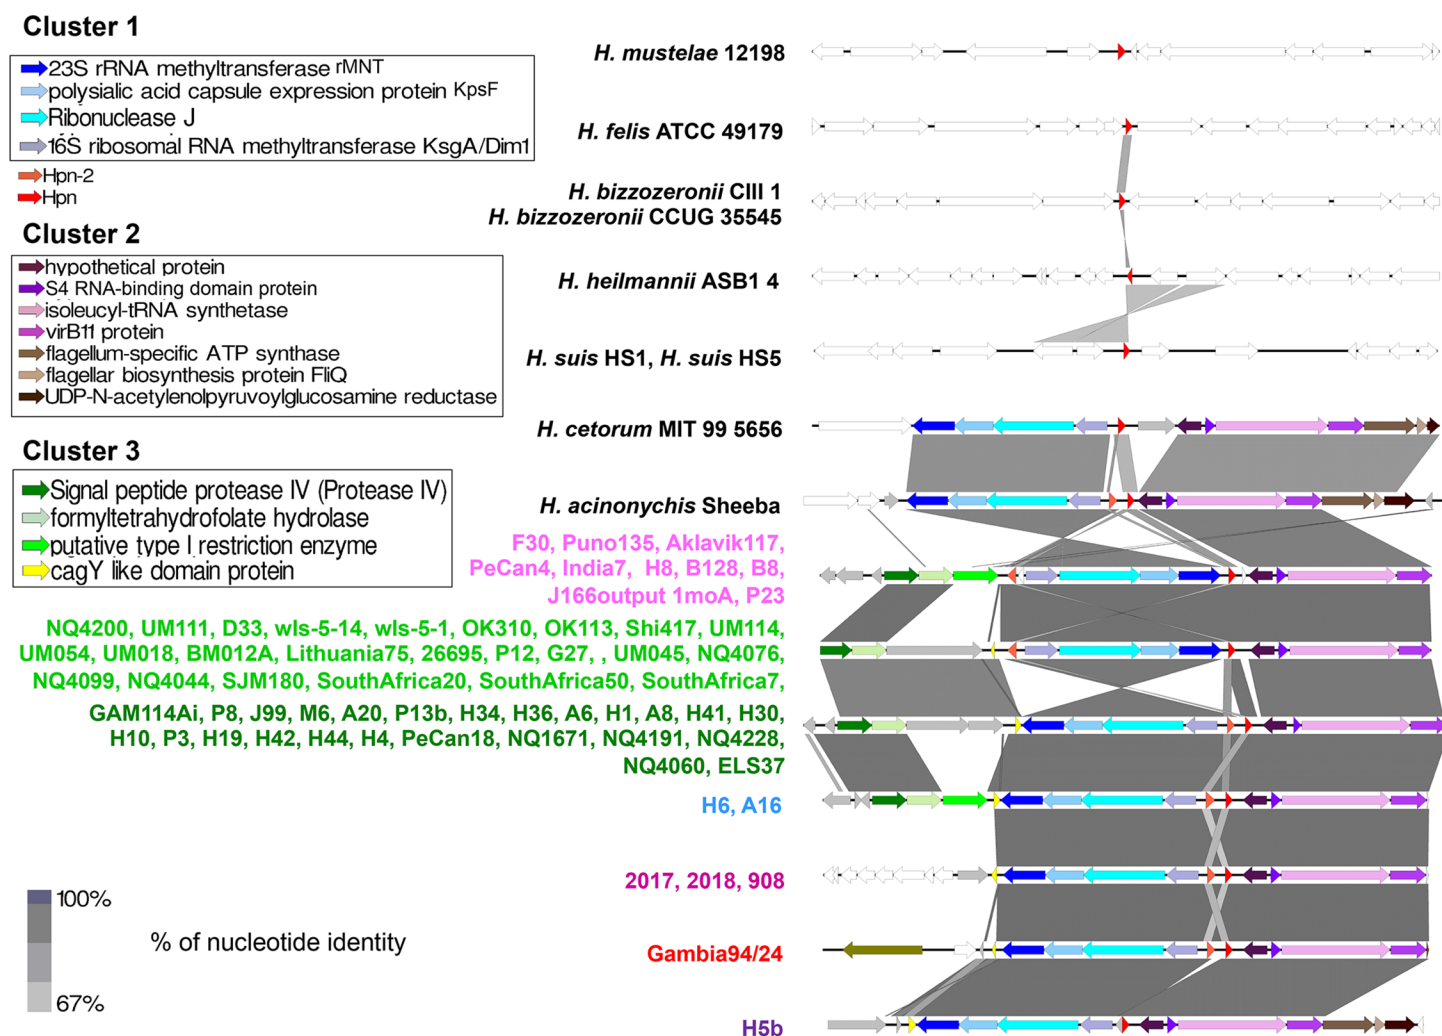 Cluster 1
23S rRNA methyltransferase rMNT
polysialic acid capsule expression protein KpsF
Ribonuclease J
16S ribosomal RNA methyltransferase KsgA/Dim1
Hpn-2
Hpn
Cluster 2
hypothetical protein
S4 RNA-binding domain protein
isoleucyl-tRNA synthetase
virB11 protein
flagellum-specific ATP synthase
flagellar biosynthesis protein FliQ
UDP-N-acetylenolpyruvoylglucosamine reductase
Cluster 3
Signal peptide protease IV (Protease IV)
formyltetrahydrofolate hydrolase
putative type I restriction enzyme
cagY like domain protein
100%
67%
% of nucleotide identity
H. mustelae 12198
H. felis ATCC 49179
H. bizzozeronii CIII 1
H. bizzozeronii CCUG 35545
H. heilmannii ASB1 4
H. suis HS1, H. suis HS5
H. cetorum MIT 99 5656
H. acinonychis Sheeba
F30, Puno135, Aklavik117,
PeCan4, India7, H8, B128, B8,
J166output 1moA, P23
NQ4200, UM111, D33, wls-5-14, wls-5-1, OK310, OK113, Shi417, UM114,
UM054, UM018, BM012A, Lithuania75, 26695, P12, G27, , UM045, NQ4076,
NQ4099, NQ4044, SJM180, SouthAfrica20, SouthAfrica50, SouthAfrica7,
GAM114Ai, P8, J99, M6, A20, P13b, H34, H36, A6, H1, A8, H41, H30,
H10, P3, H19, H42, H44, H4, PeCan18, NQ1671, NQ4191, NQ4228,
NQ4060, ELS37
H6, A16
2017, 2018, 908
Gambia94/24
H5b